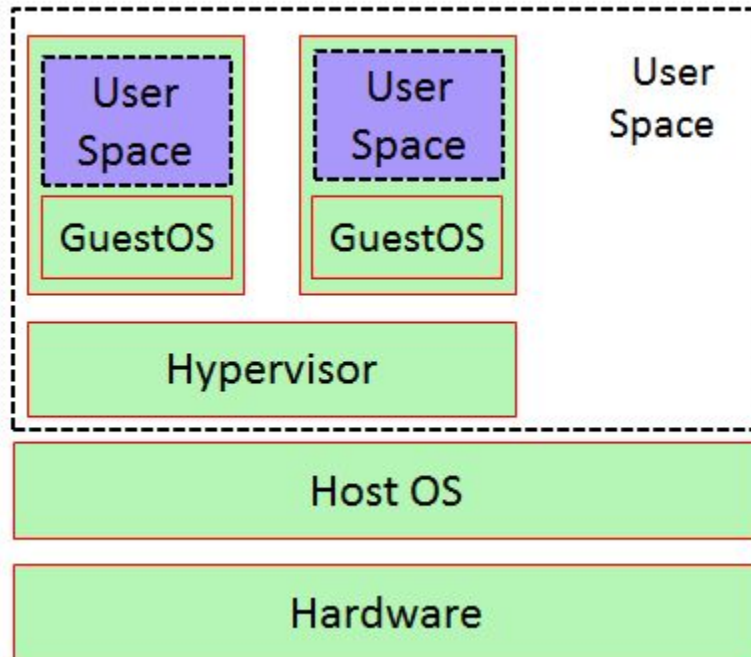 User
Space
GuestOS
User
Space
GuestOS
User
Space
Hypervisor
Host OS
Hardware